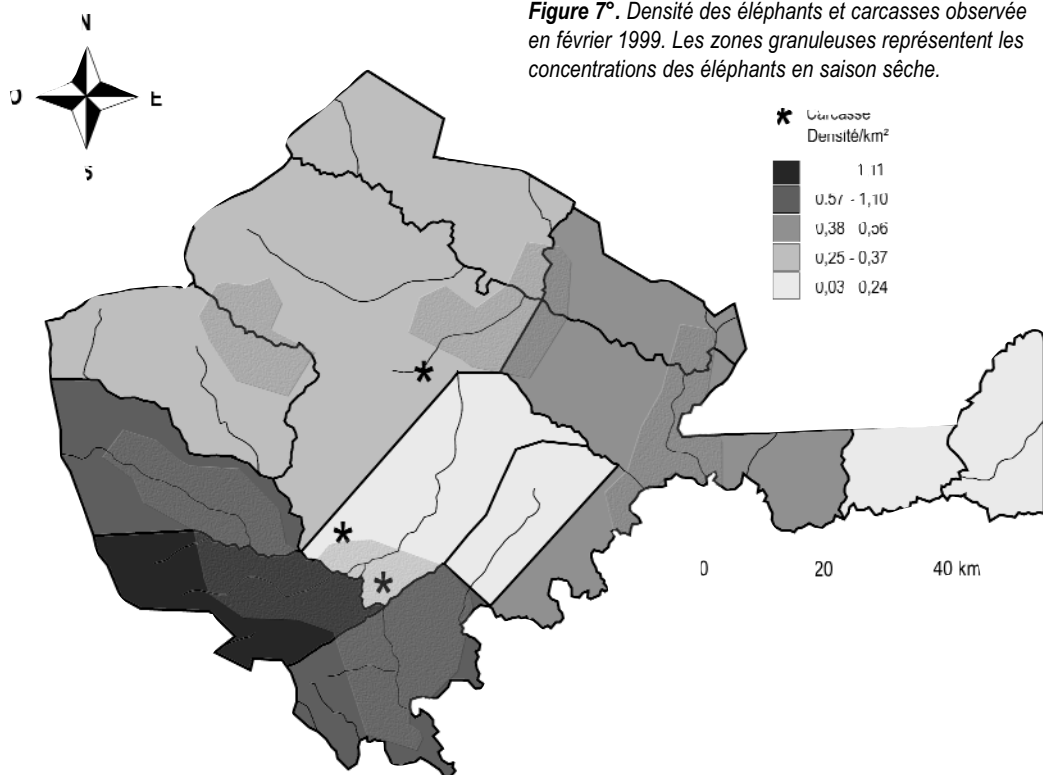 Figure 7°. Densité des éléphants et carcasses observée
en février 1999. Les zones granuleuses représentent les
concentrations des éléphants en saison sêche.
N
O
E
S
Carcasse
Densité/km²
1 11
0.57 - 1,10
0,38 0,56
0,25 - 0,37
0,03 0,24
0 20 40 km